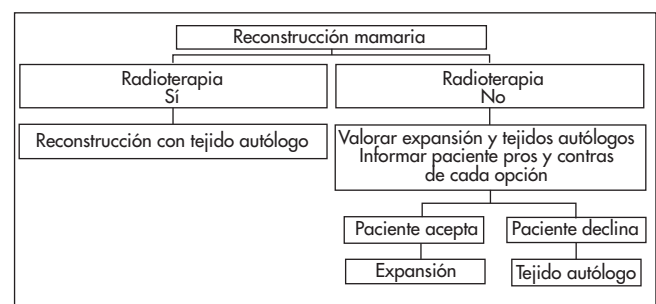 Reconstrucción mamaria
Radioterapia
Sí
Radioterapia
No
Reconstrucción con tejido autólogo
Valorar expansión y tejidos autólogos
Informar paciente pros y contras
de cada opción
Paciente acepta
Paciente declina
Expansión
Tejido autólogo